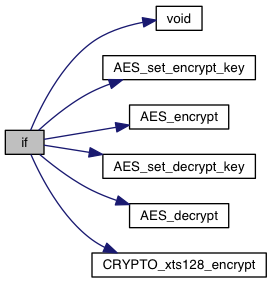 void
AES_set_encrypt_key
AES_encrypt
if
AES_set_decrypt_key
AES_decrypt
CRYPTO_xts128_encrypt